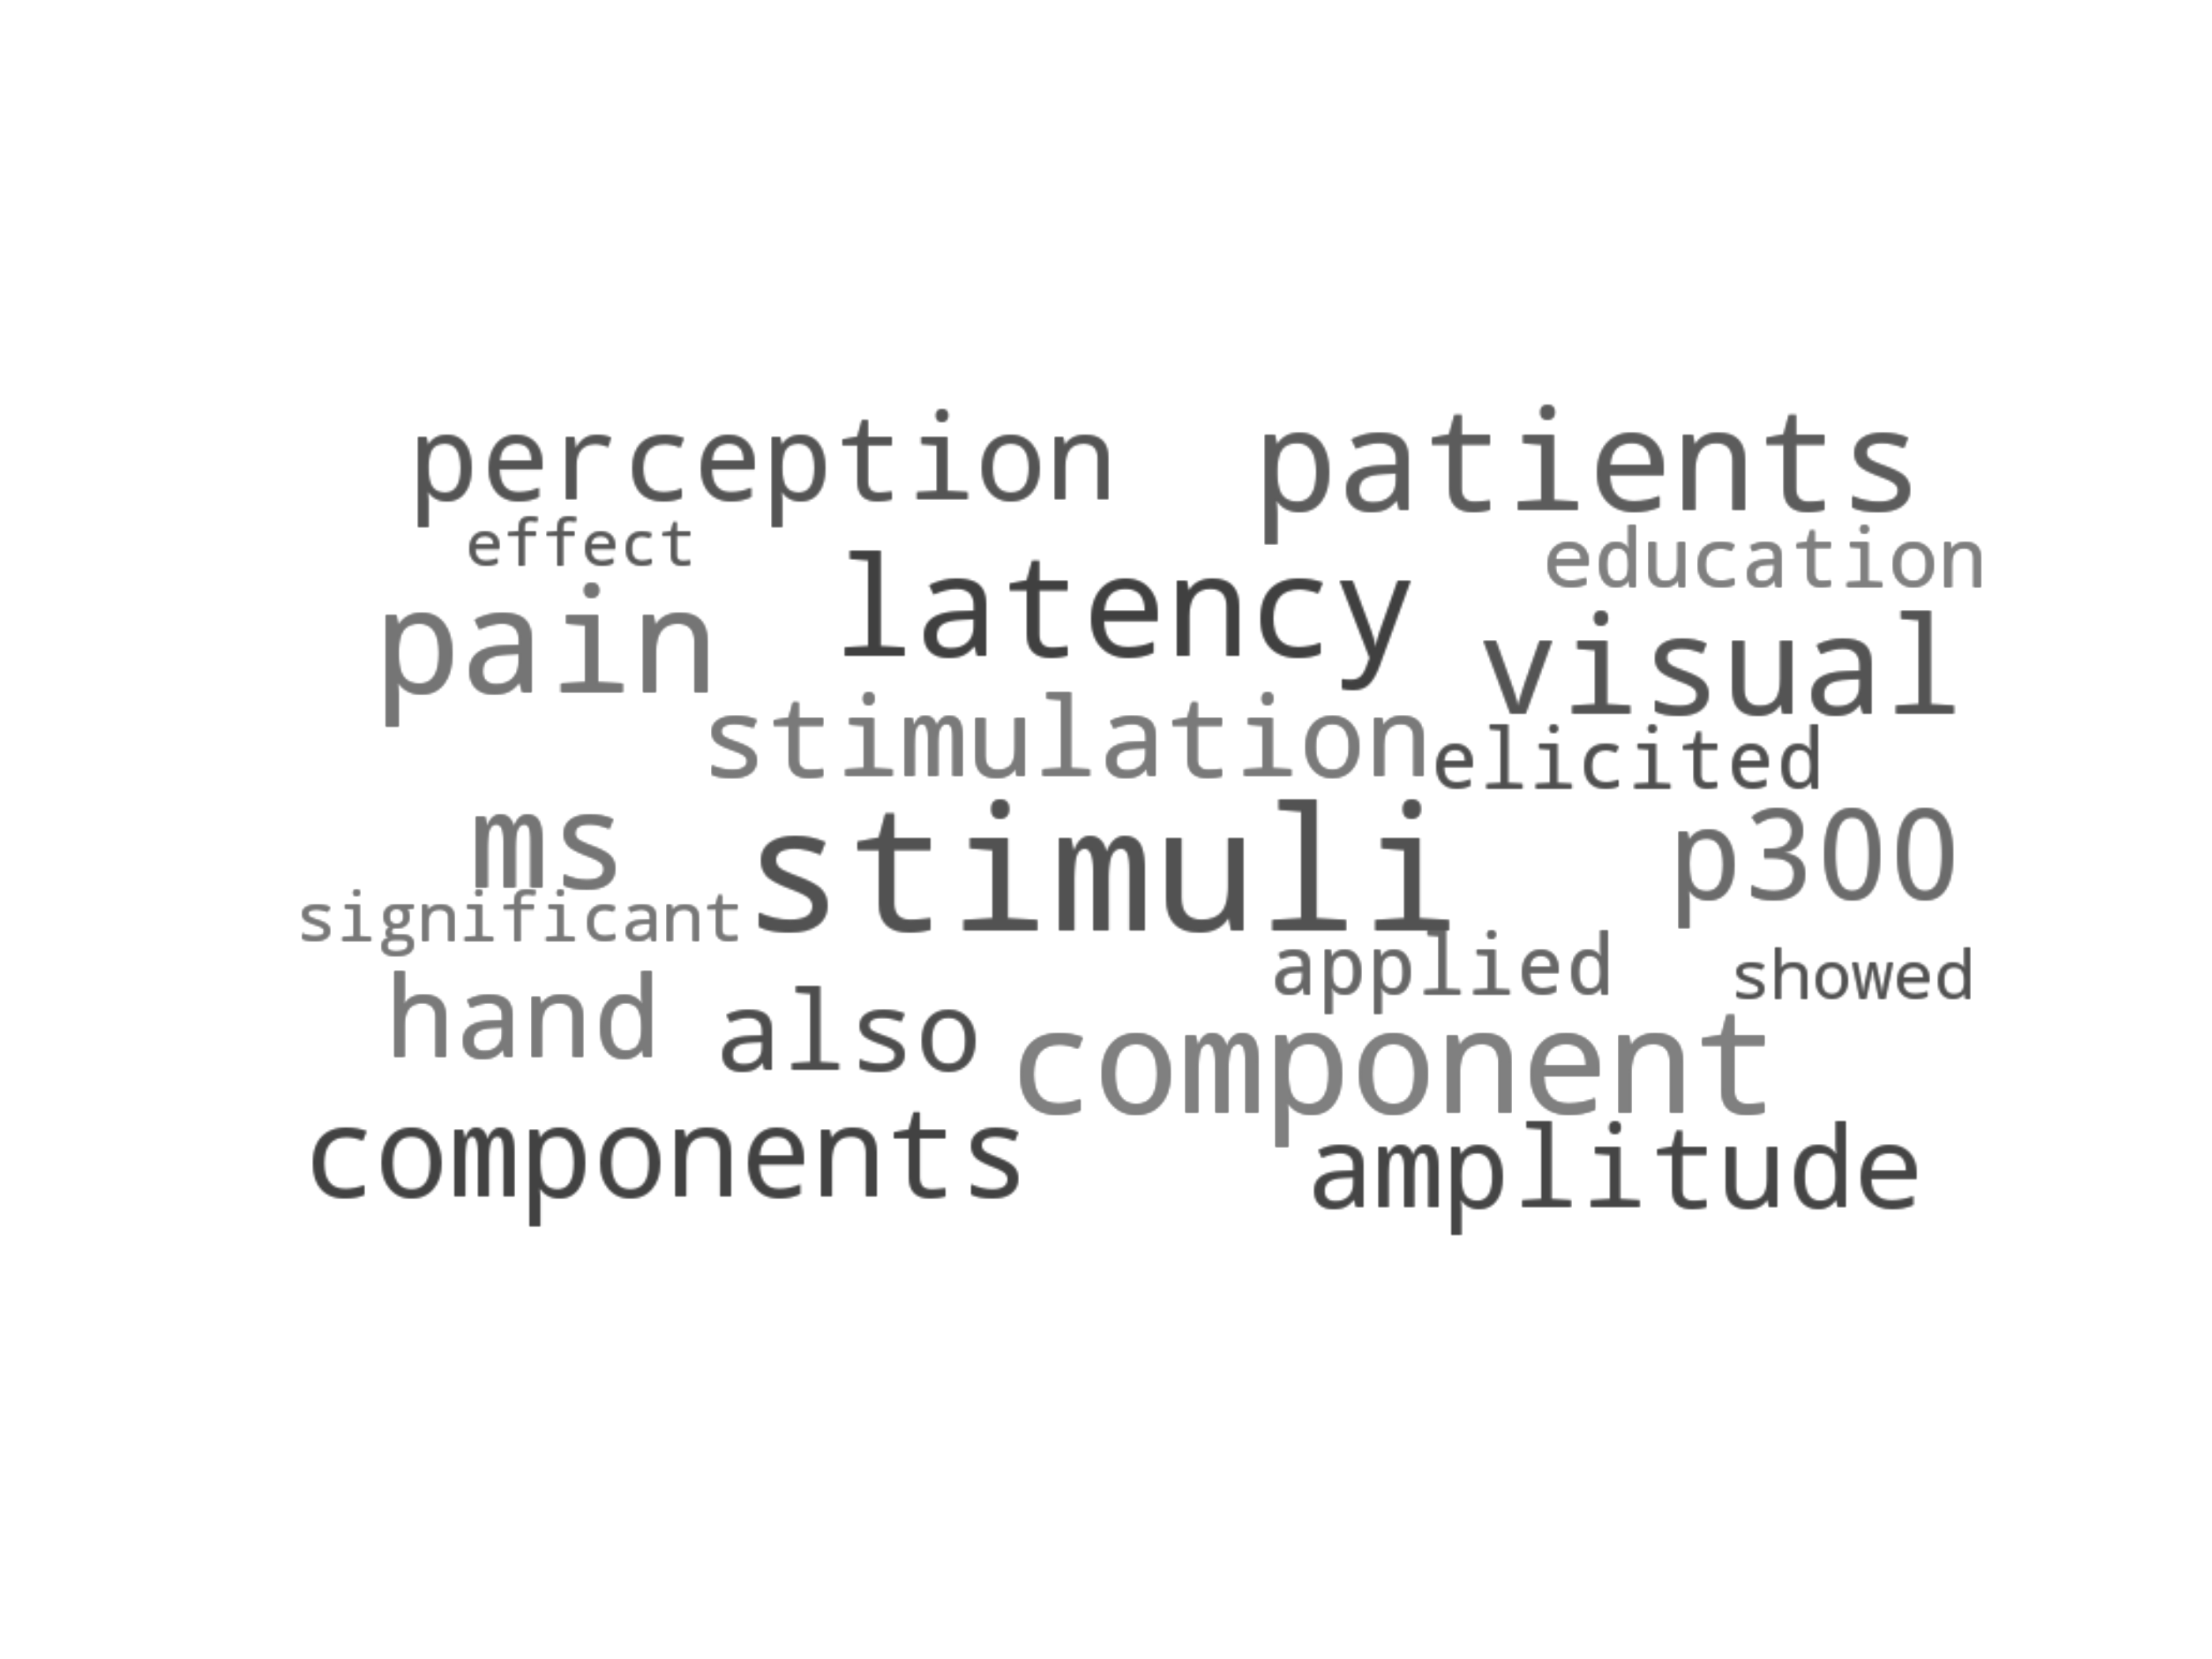 perception patients
effect education
pain latency visual
stimulation elicited
ms stimuli p300
significant applied showed
hand also component
components amplitude